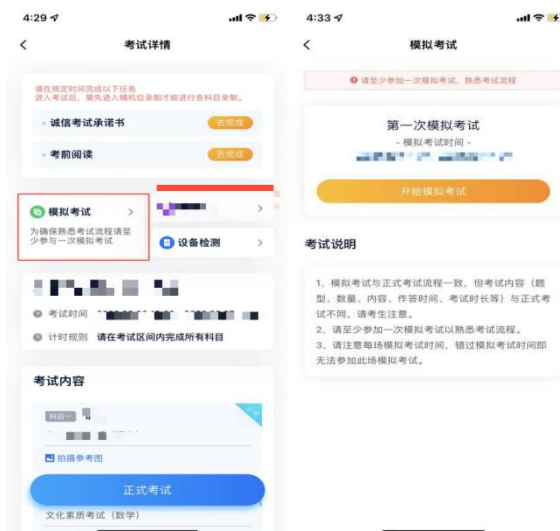 4:29
考试详情
请在规定时间完成以下任务
进入考试后，需先进入辅机位录制才能进行各科目录制。
诚信考试承诺书
去完成
考前阅读
去完成
模拟考试
为确保熟悉考试流程请至
少参与一次模拟考试
设备检测
考试时间
计时规则 请在考试区间内完成所有科目
考试内容
科目一
拍摄参考图
正式考试
文化素质考试（数学）
4:33
模拟考试
请至少参加一次模拟考试，熟悉考试流程
第一次模拟考试
- 模拟考试时间 -
开始模拟考试
考试说明
1、模拟考试与正式考试流程一致，但考试内容（题
型、数量、内容、作答时间、考试时长等）与正式考
试不同，请考生注意。
2、请至少参加一次模拟考试以熟悉考试流程。
3、请注意每场模拟考试时间，错过模拟考试时间即
无法参加此场模拟考试。